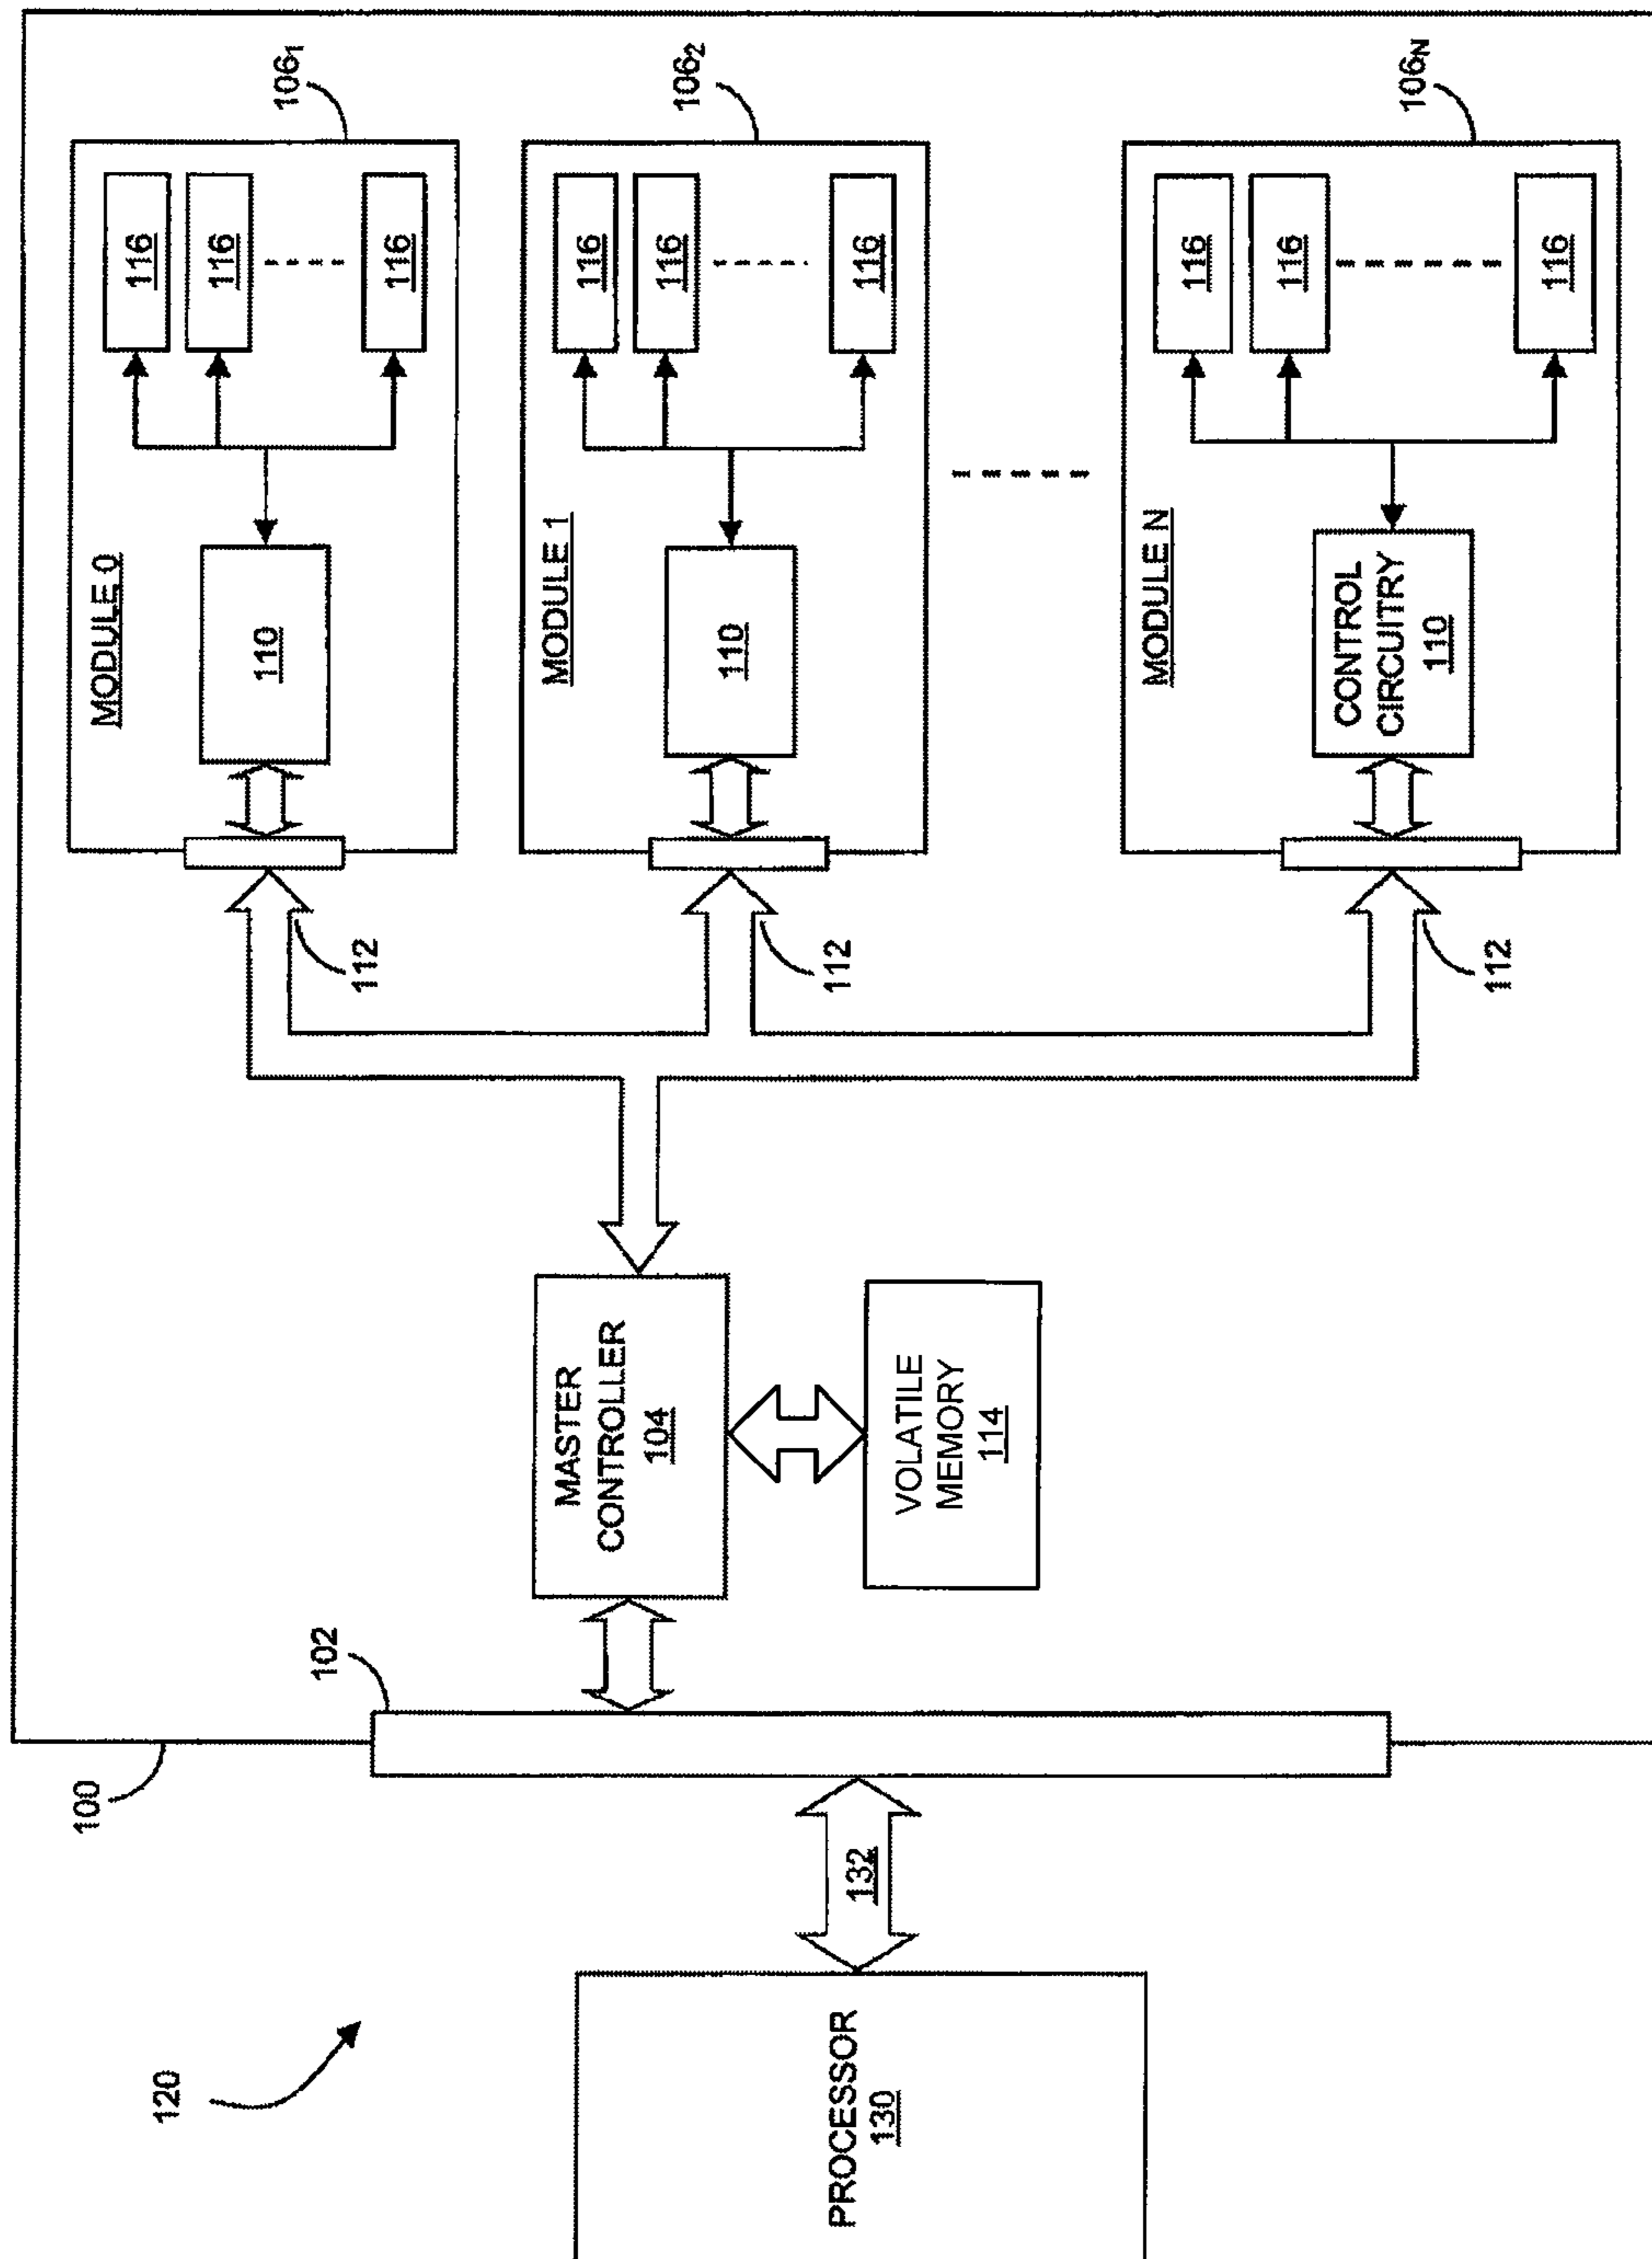 120
100
102
PROCESSOR
130
132
MASTER
CONTROLLER
104
VOLATILE
MEMORY
114
112
112
112
MODULE 0
110
116
116
116
106₁
MODULE 1
110
116
116
116
106₂
MODULE N
CONTROL
CIRCUITRY
110
116
116
116
106N